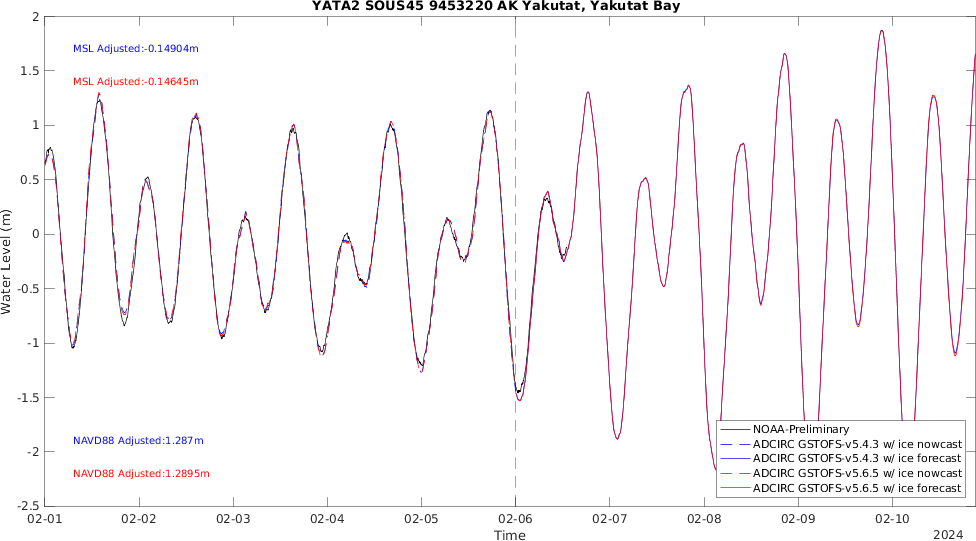 YATA2 SOUS45 9453220 AK Yakutat, Yakutat Bay
2
MSL Adjusted:-0.14904m
1.5
MSL Adjusted:-0.14645m
1
0.5
0
-0.5
-1
-1.5
-2
-2.5
Water Level (m)
NAVD88 Adjusted:1.287m
NAVD88 Adjusted:1.2895m
NOAA-Preliminary
ADCIRC GSTOFS-v5.4.3 w/ ice nowcast
ADCIRC GSTOFS-v5.4.3 w/ ice forecast
ADCIRC GSTOFS-v5.6.5 w/ ice nowcast
ADCIRC GSTOFS-v5.6.5 w/ ice forecast
02-01 02-02 02-03 02-04 02-05 02-06 02-07 02-08 02-09 02-10
Time
2024